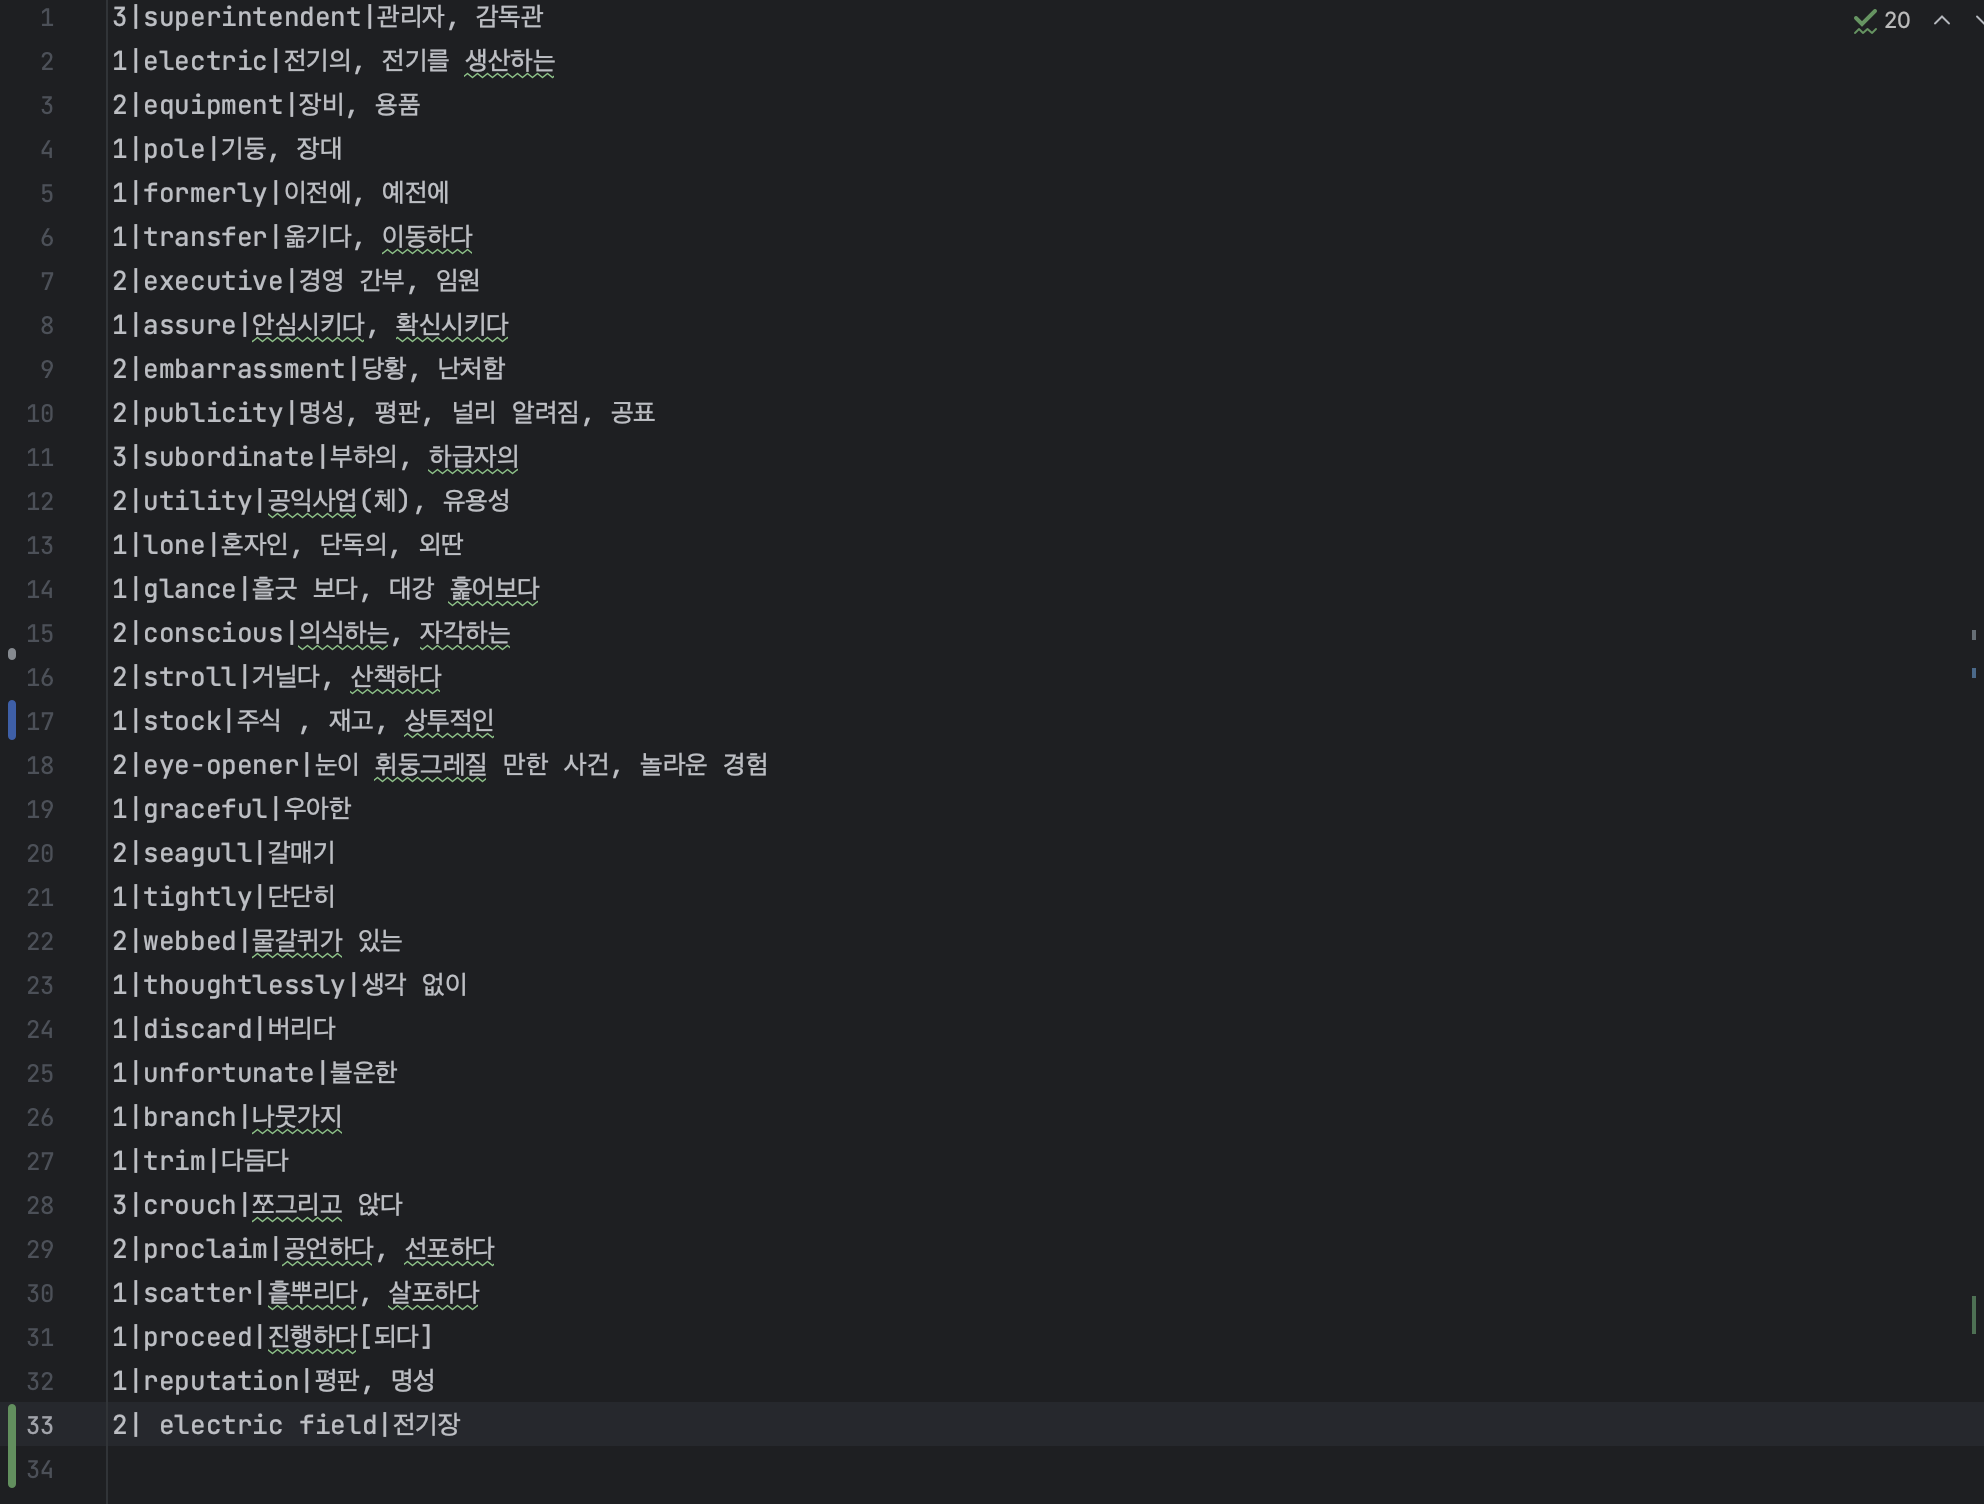 20
1 3|superintendent|관리자, 감독관
2 1|electric|전기의, 전기를 생산하는
3 2|equipment|장비, 용품
4 1|pole|기둥, 장대
5 1|formerly|이전에, 예전에
6 1|transfer|옮기다, 이동하다
7 2|executive|경영 간부, 임원
8 1|assure|안심시키다, 확신시키다
9 2|embarrassment|당황, 난처함
10 2|publicity|명성, 평판, 널리 알려짐, 공표
11 3|subordinate|부하의, 하급자의
12 2|utility|공익사업(체), 유용성
13 1|lone|혼자인, 단독의, 외딴
14 1|glance|흘긋 보다, 대강 훑어보다
15 2|conscious|의식하는, 자각하는
16 2|stroll|거닐다, 산책하다
17 1|stock|주식 , 재고, 상투적인
18 2|eye-opener|눈이 휘둥그레질 만한 사건, 놀라운 경험
19 1|graceful|우아한
20 2|seagull|갈매기
21 1|tightly|단단히
22 2|webbed|물갈퀴가 있는
23 1|thoughtlessly|생각 없이
24 1|discard|버리다
25 1|unfortunate|불운한
26 1|branch|나뭇가지
27 1|trim|다듬다
28 3|crouch|쪼그리고 앉다
29 2|proclaim|공언하다, 선포하다
30 1|scatter|흩뿌리다, 살포하다
31 1|proceed|진행하다[되다]
32 1|reputation|평판, 명성
33 2| electric field|전기장
34